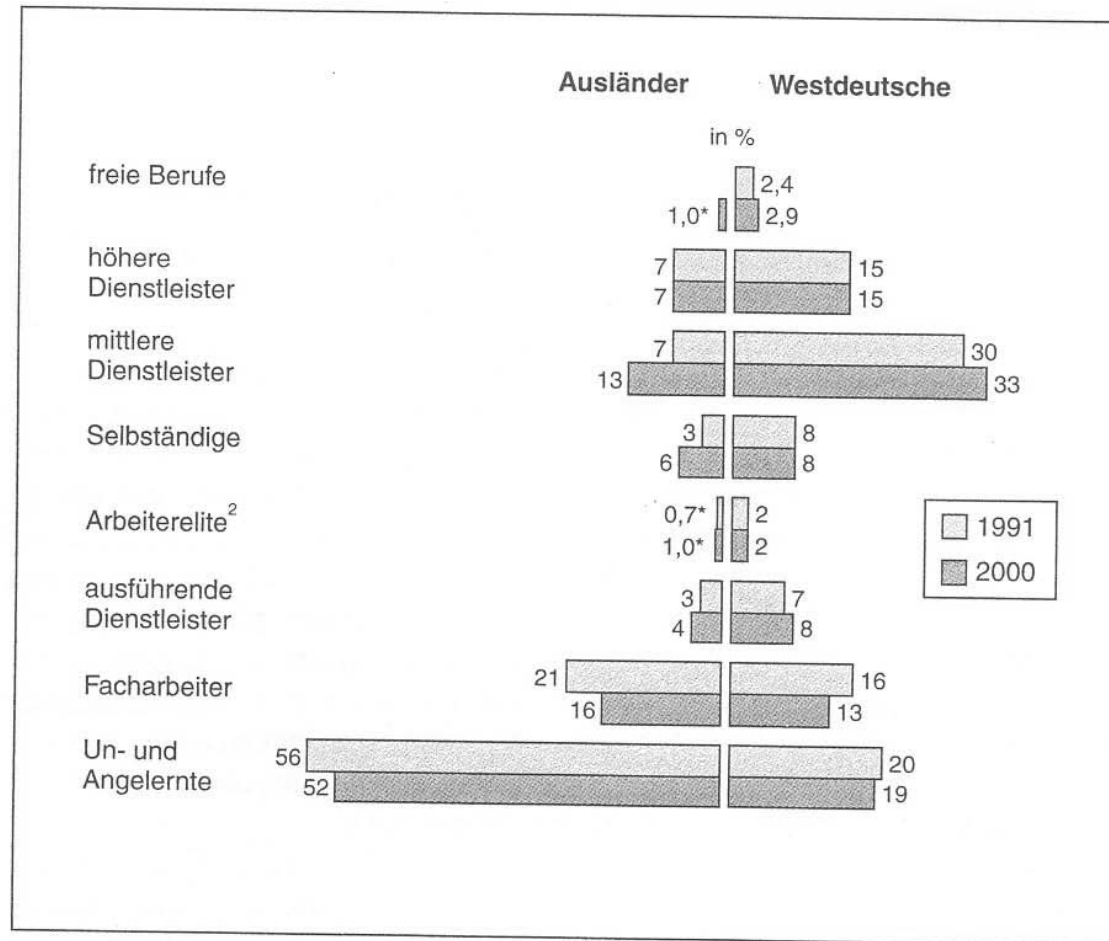 Ausländer Westdeutsche
in %
freie Berufe
2,4
1,0* 2,9
höhere
Dienstleister
7 15
7 15
mittlere
Dienstleister
7 30
13 33
Selbständige
3 8
6 8
Arbeiterelite²
0,7* 2
1,0* 2
1991
2000
ausführende
Dienstleister
3 7
4 8
Facharbeiter
21 16
16 13
Un- und
Angelernte
56 20
52 19